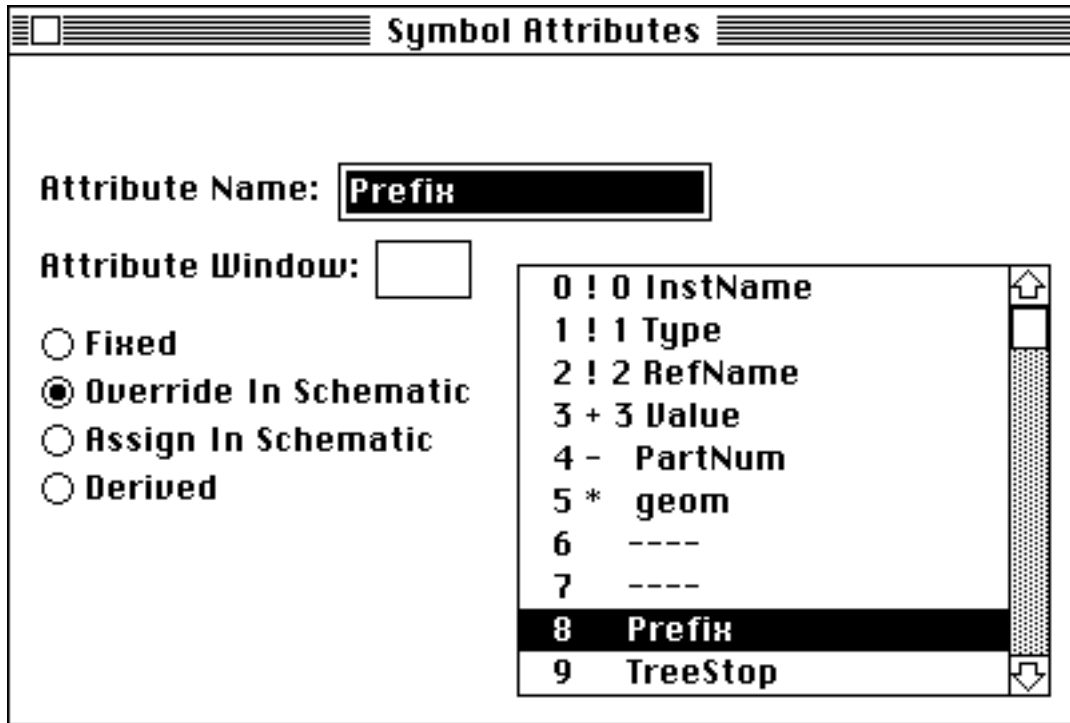 Symbol Attributes
Attribute Name: Prefix
Attribute Window:
Fixed
Override In Schematic
Assign In Schematic
Derived
0 ! 0 InstName
1 ! 1 Type
2 ! 2 RefName
3 + 3 Value
4 - PartNum
5 * geom
6 ----
7 ----
8 Prefix
9 TreeStop